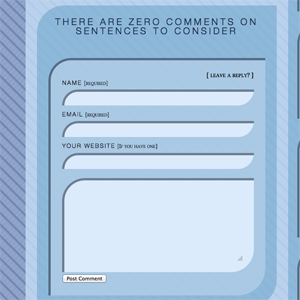 THERE ARE ZERO COMMENTS ON
SENTENCES TO CONSIDER
[ LEAVE A REPLY? ]
NAME [REQUIRED]
EMAIL [REQUIRED]
YOUR WEBSITE [IF YOU HAVE ONE]
Post Comment